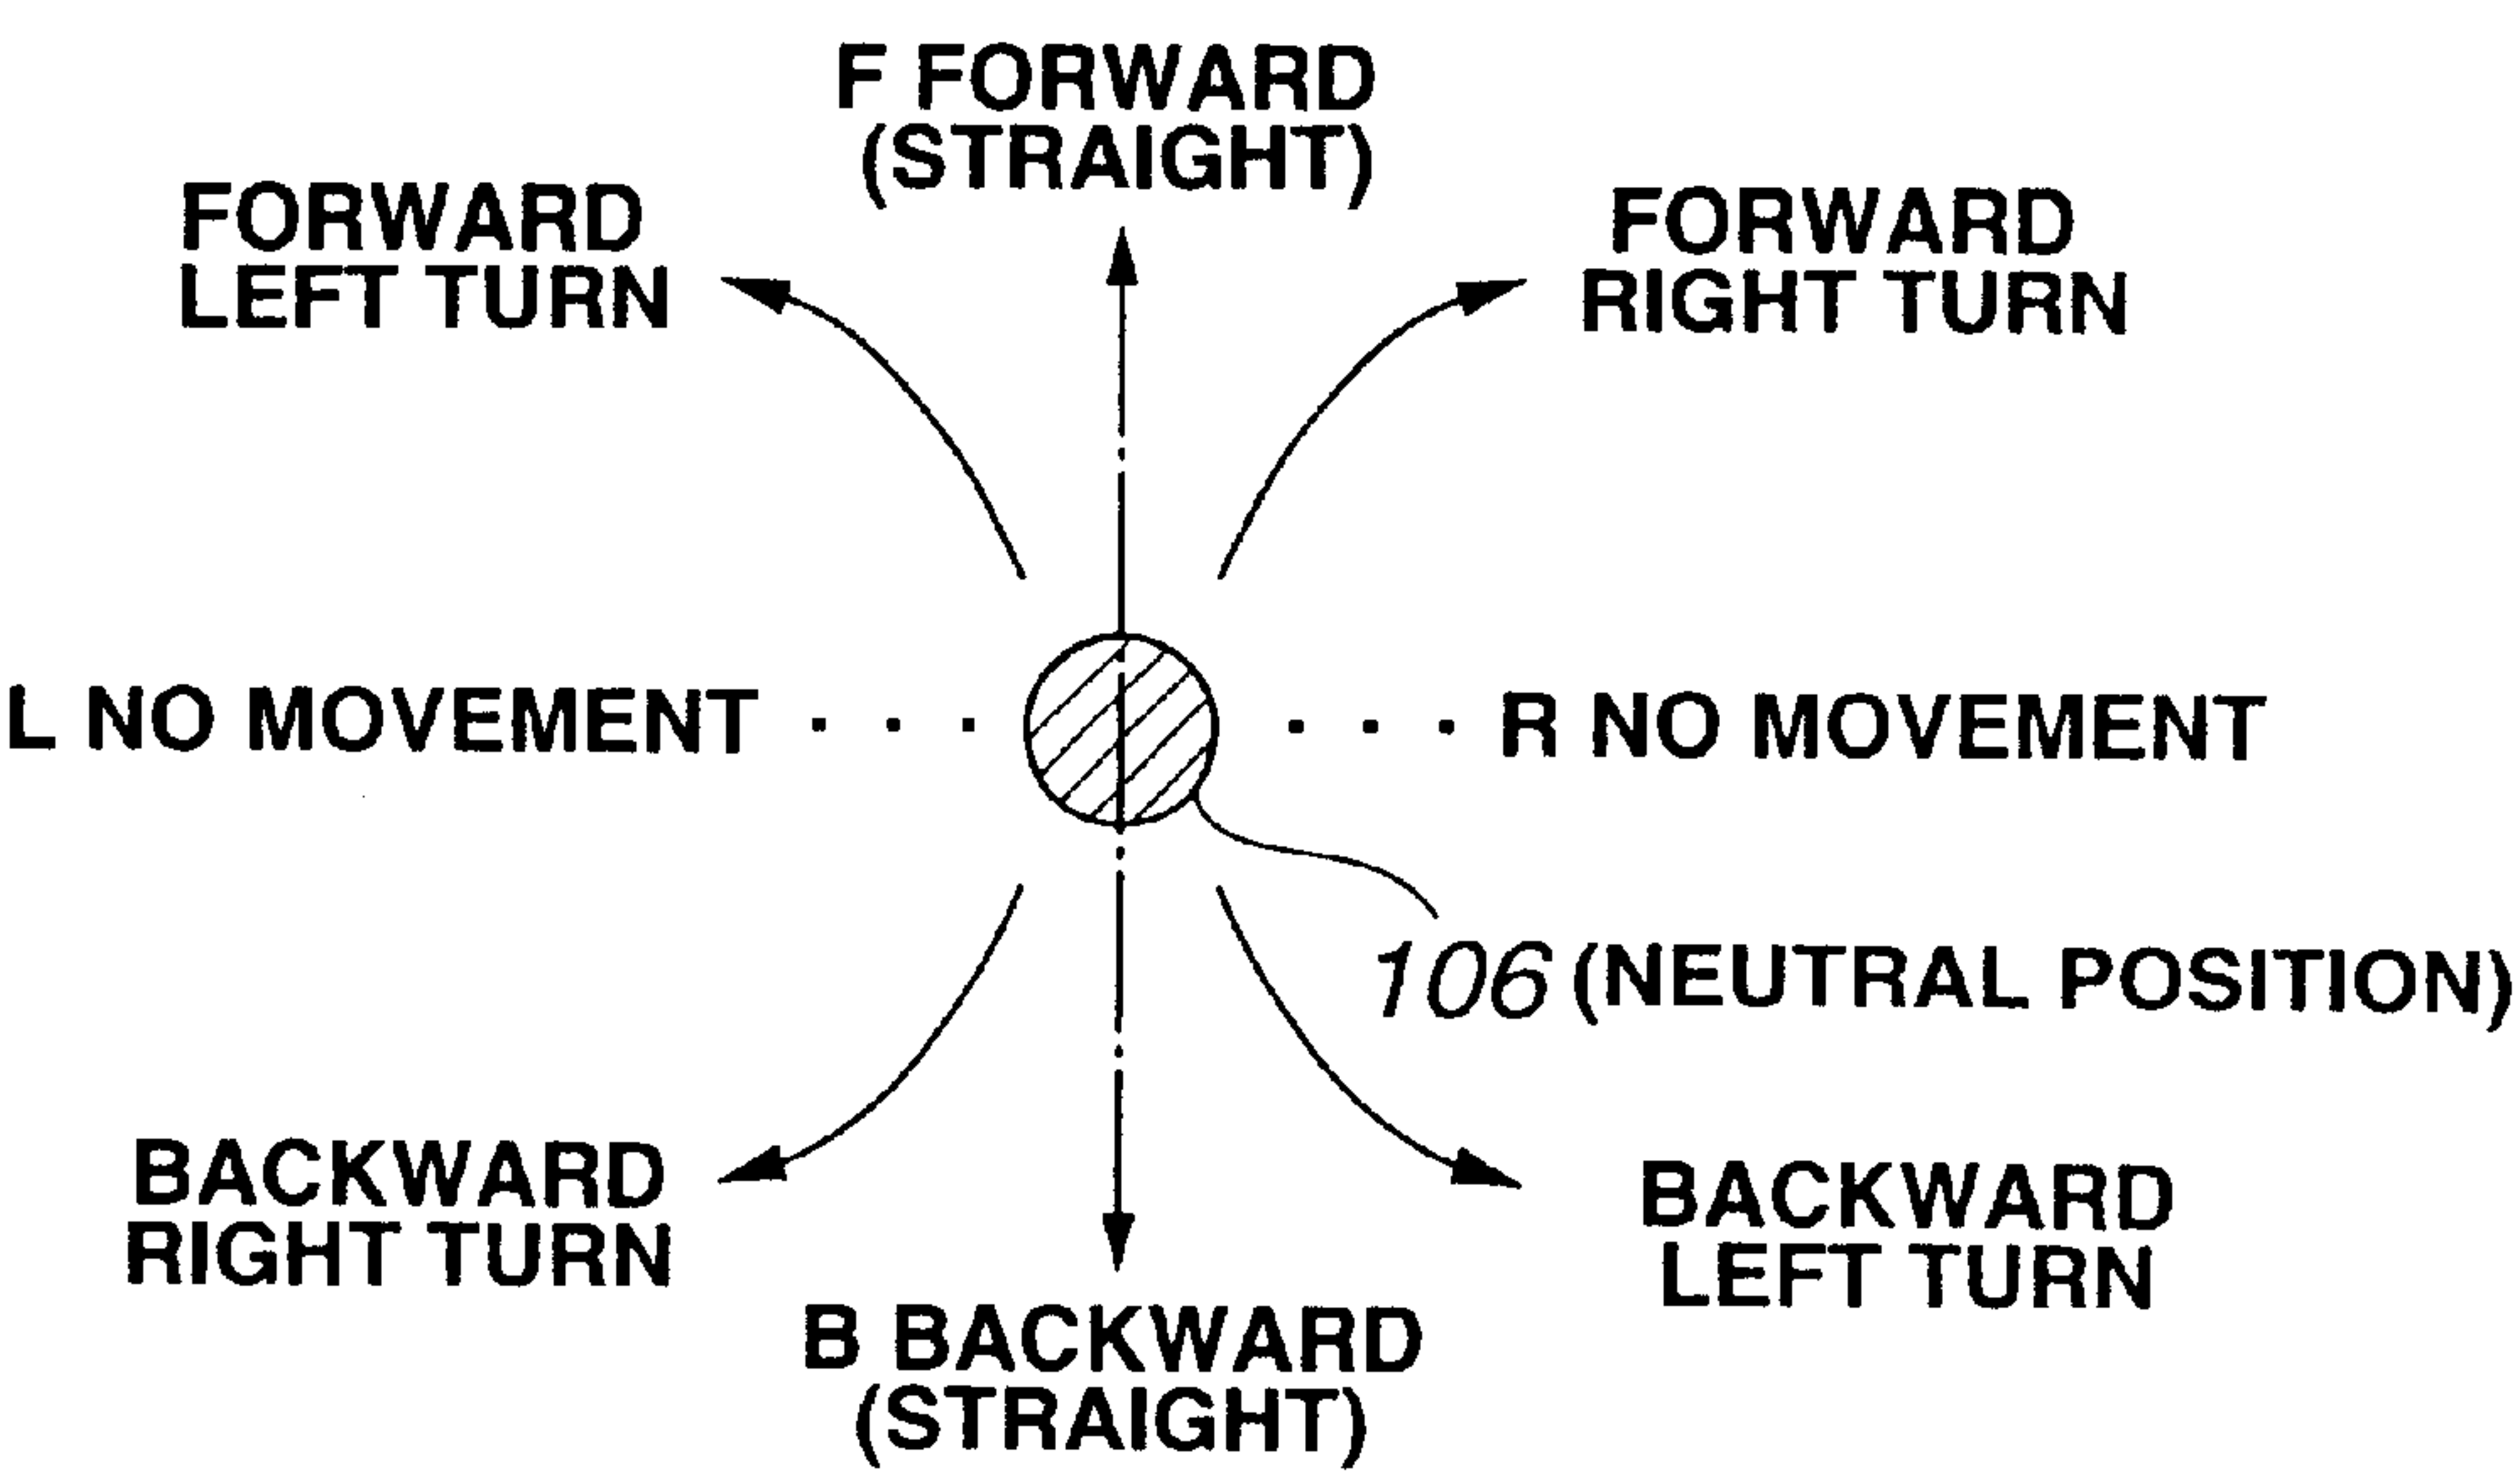 F FORWARD
(STRAIGHT)
FORWARD
LEFT TURN
FORWARD
RIGHT TURN
L NO MOVEMENT . . .
. . . R NO MOVEMENT
106 (NEUTRAL POSITION)
BACKWARD
RIGHT TURN
BACKWARD
LEFT TURN
B BACKWARD
(STRAIGHT)